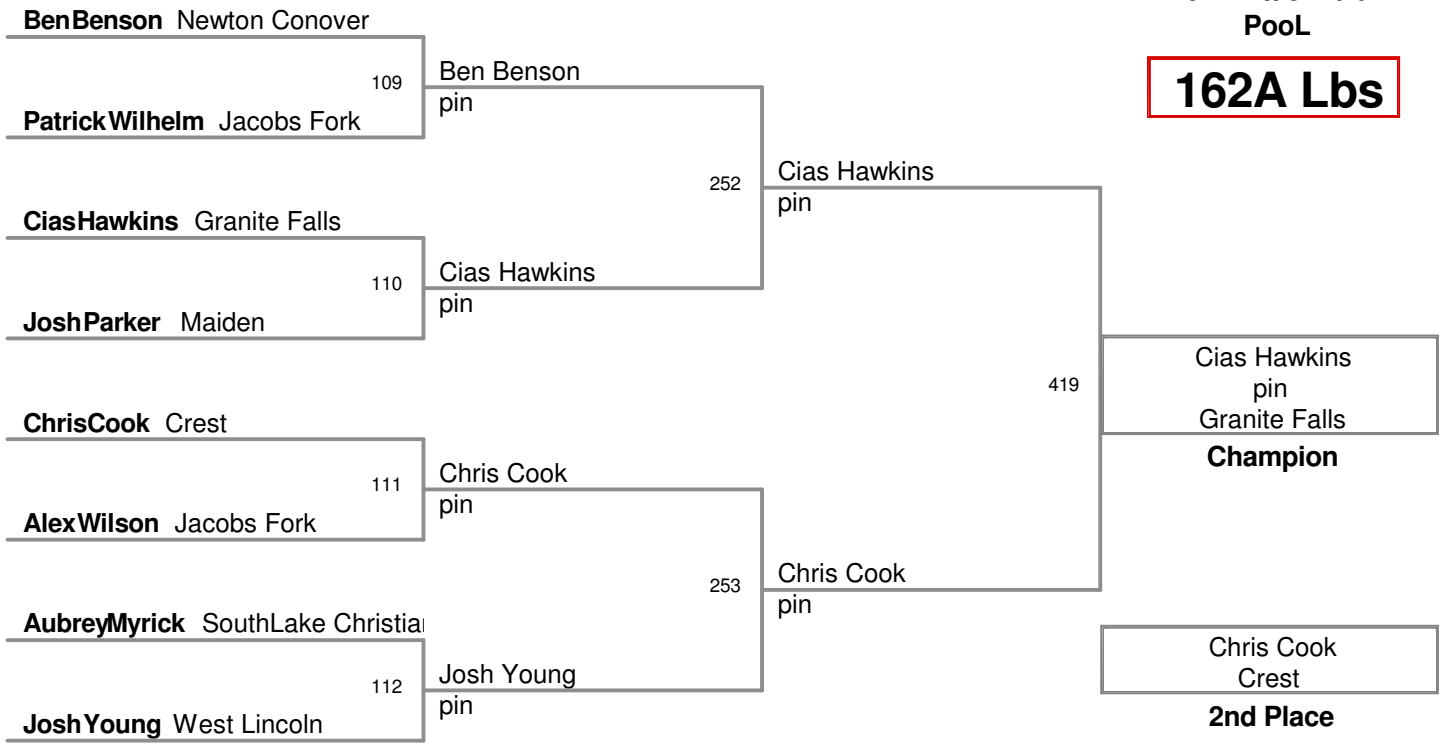 BenBenson Newton Conover
PooL
162A Lbs
109
Ben Benson
pin
PatrickWilhelm Jacobs Fork
252
Cias Hawkins
pin
CiasHawkins Granite Falls
110
Cias Hawkins
pin
JoshParker Maiden
419
Cias Hawkins
pin
Granite Falls
Champion
ChrisCook Crest
111
Chris Cook
pin
AlexWilson Jacobs Fork
253
Chris Cook
pin
AubreyMyrick SouthLake Christian
112
Josh Young
pin
JoshYoung West Lincoln
Chris Cook
Crest
2nd Place